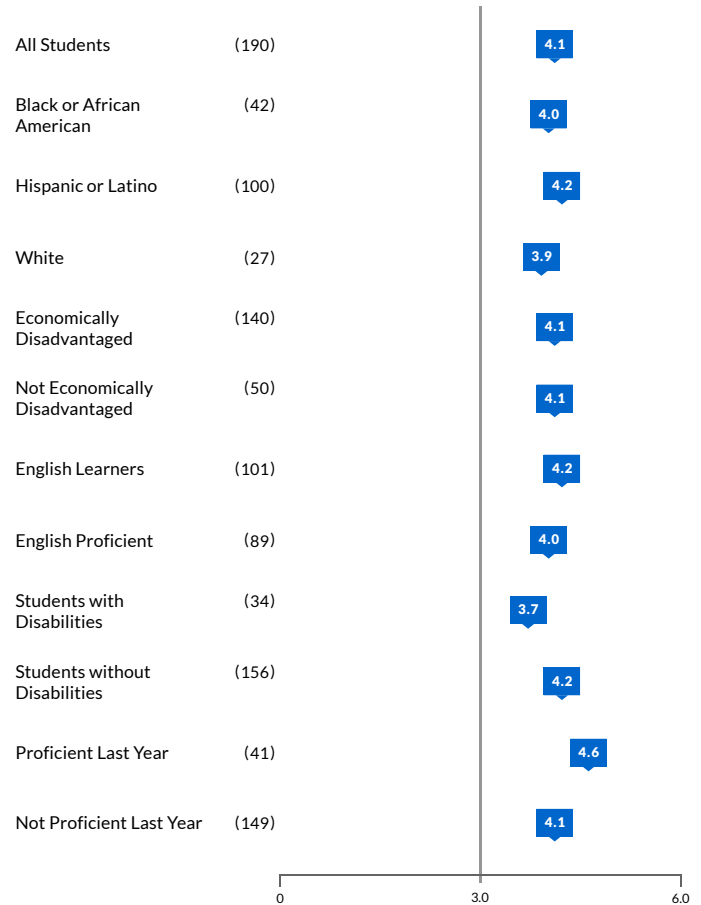 All Students (190) 4.1
Black or African (42) 4.0
American
Hispanic or Latino (100) 4.2
White (27) 3.9
Economically (140) 4.1
Disadvantaged
Not Economically (50) 4.1
Disadvantaged
English Learners (101) 4.2
English Proficient (89) 4.0
Students with (34) 3.7
Disabilities
Students without (156) 4.2
Disabilities
Proficient Last Year (41) 4.6
Not Proficient Last Year (149) 4.1
0 3.0 6.0